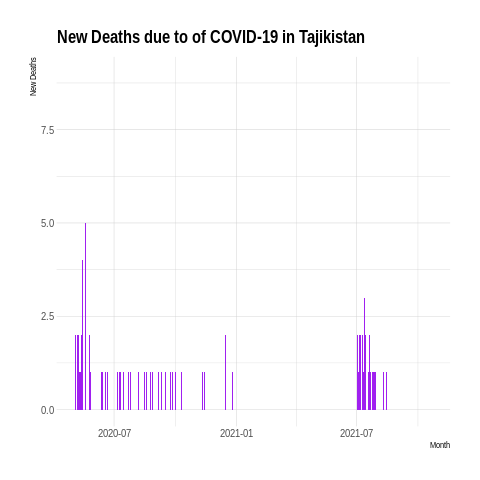 New Deaths due to of COVID-19 in Tajikistan
New Deaths
7.5
5.0
2.5
0.0
2020-07
2021-01
2021-07
Month